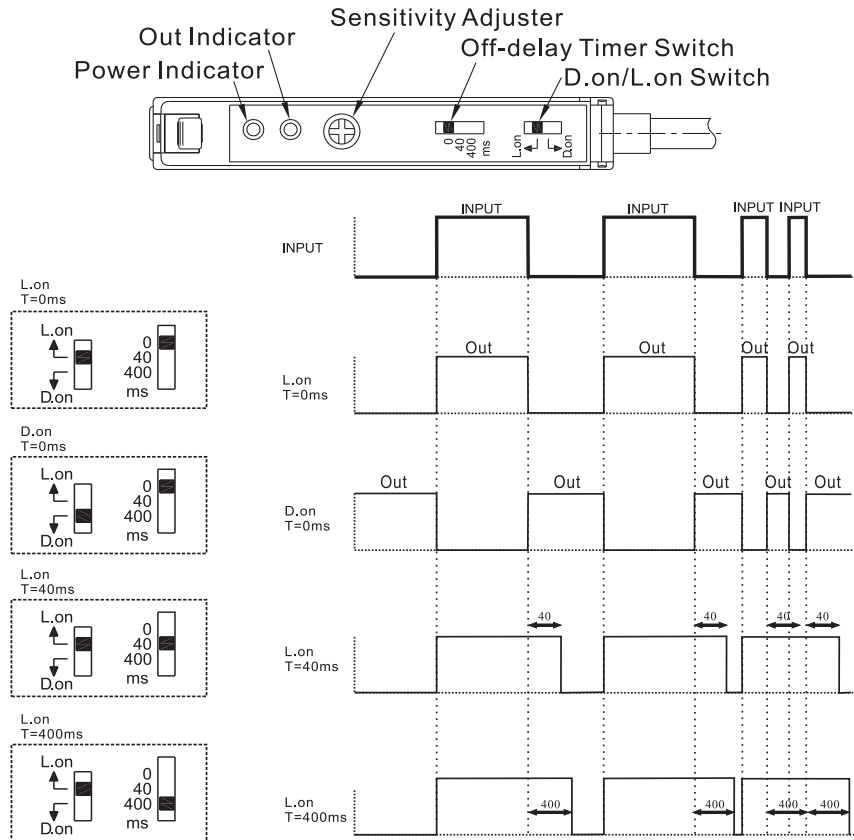 Sensitivity Adjuster
Out Indicator
Off-delay Timer Switch
Power Indicator
D.on/L.on Switch
0
40
400
ms
L.on
D.on
INPUT INPUT INPUT INPUT
INPUT
L.on
T=0ms
L.on
D.on
0
40
400
ms
Out Out Out Out
L.on
T=0ms
D.on
T=0ms
L.on
D.on
0
40
400
ms
Out Out Out Out Out
D.on
T=0ms
L.on
T=40ms
L.on
D.on
0
40
400
ms
40 40 40 40
L.on
T=40ms
L.on
T=400ms
L.on
D.on
0
40
400
ms
400 400 400 400
L.on
T=400ms